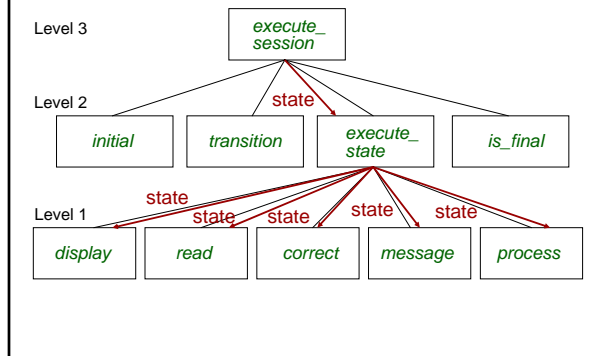 Level 3
execute_
session
Level 2
state
initial
transition
execute_
state
is_final
state
Level 1
state
state
state
state
display
read
correct
message
process